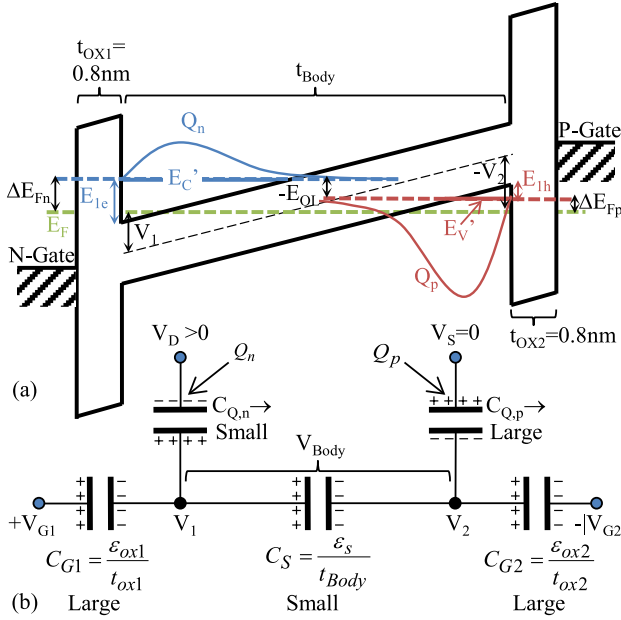 t_OX1=
0.8nm
t_Body
Q_n
P-Gate
E_C’
-E_QL
-V_2
E_1h
ΔE_Fn
E_1e
ΔE_Fp
E_F
V_1
E_V’
N-Gate
Q_p
t_OX2=0.8nm
(a)
V_D >0
V_S=0
Q_n
Q_p
C_Q,n→
Small
C_Q,p→
Large
V_Body
+V_G1
V_1
V_2
-|V_G2
C_G1 = ε_ox1 / t_ox1
C_S = ε_s / t_Body
C_G2 = ε_ox2 / t_ox2
(b)
Large
Small
Large